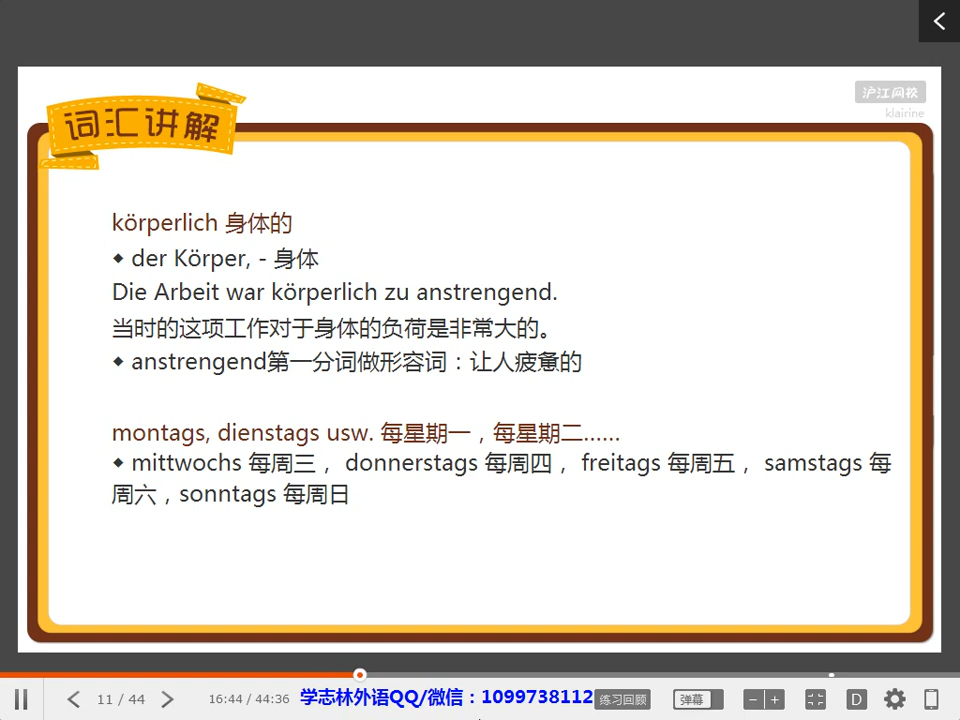 沪江网校
klairine
词汇讲解
körperlich 身体的
◆ der Körper, - 身体
Die Arbeit war körperlich zu anstrengend.
当时的这项工作对于身体的负荷是非常大的。
◆ anstrengend第一分词做形容词：让人疲惫的
montags, dienstags usw. 每星期一，每星期二……
◆ mittwochs 每周三， donnerstags 每周四， freitags 每周五， samstags 每
周六，sonntags 每周日
11 / 44
16:44 / 44:36
学志林外语QQ/微信：1099738112
练习回顾
弹幕
D